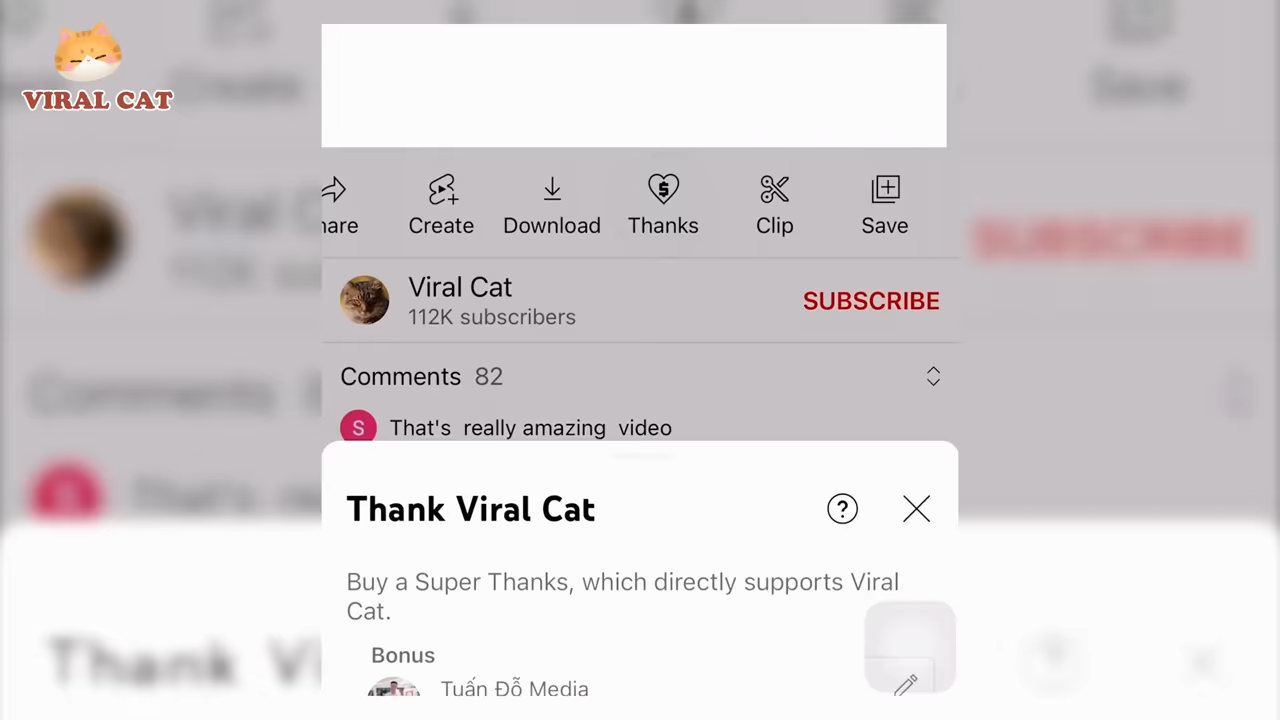 VIRAL CAT
Create
Download
Thanks
Clip
Save
Viral Cat
112K subscribers
SUBSCRIBE
Comments 82
S
That's really amazing video
Thank Viral Cat
?
Buy a Super Thanks, which directly supports Viral
Cat.
Bonus
Tuấn Đỗ Media